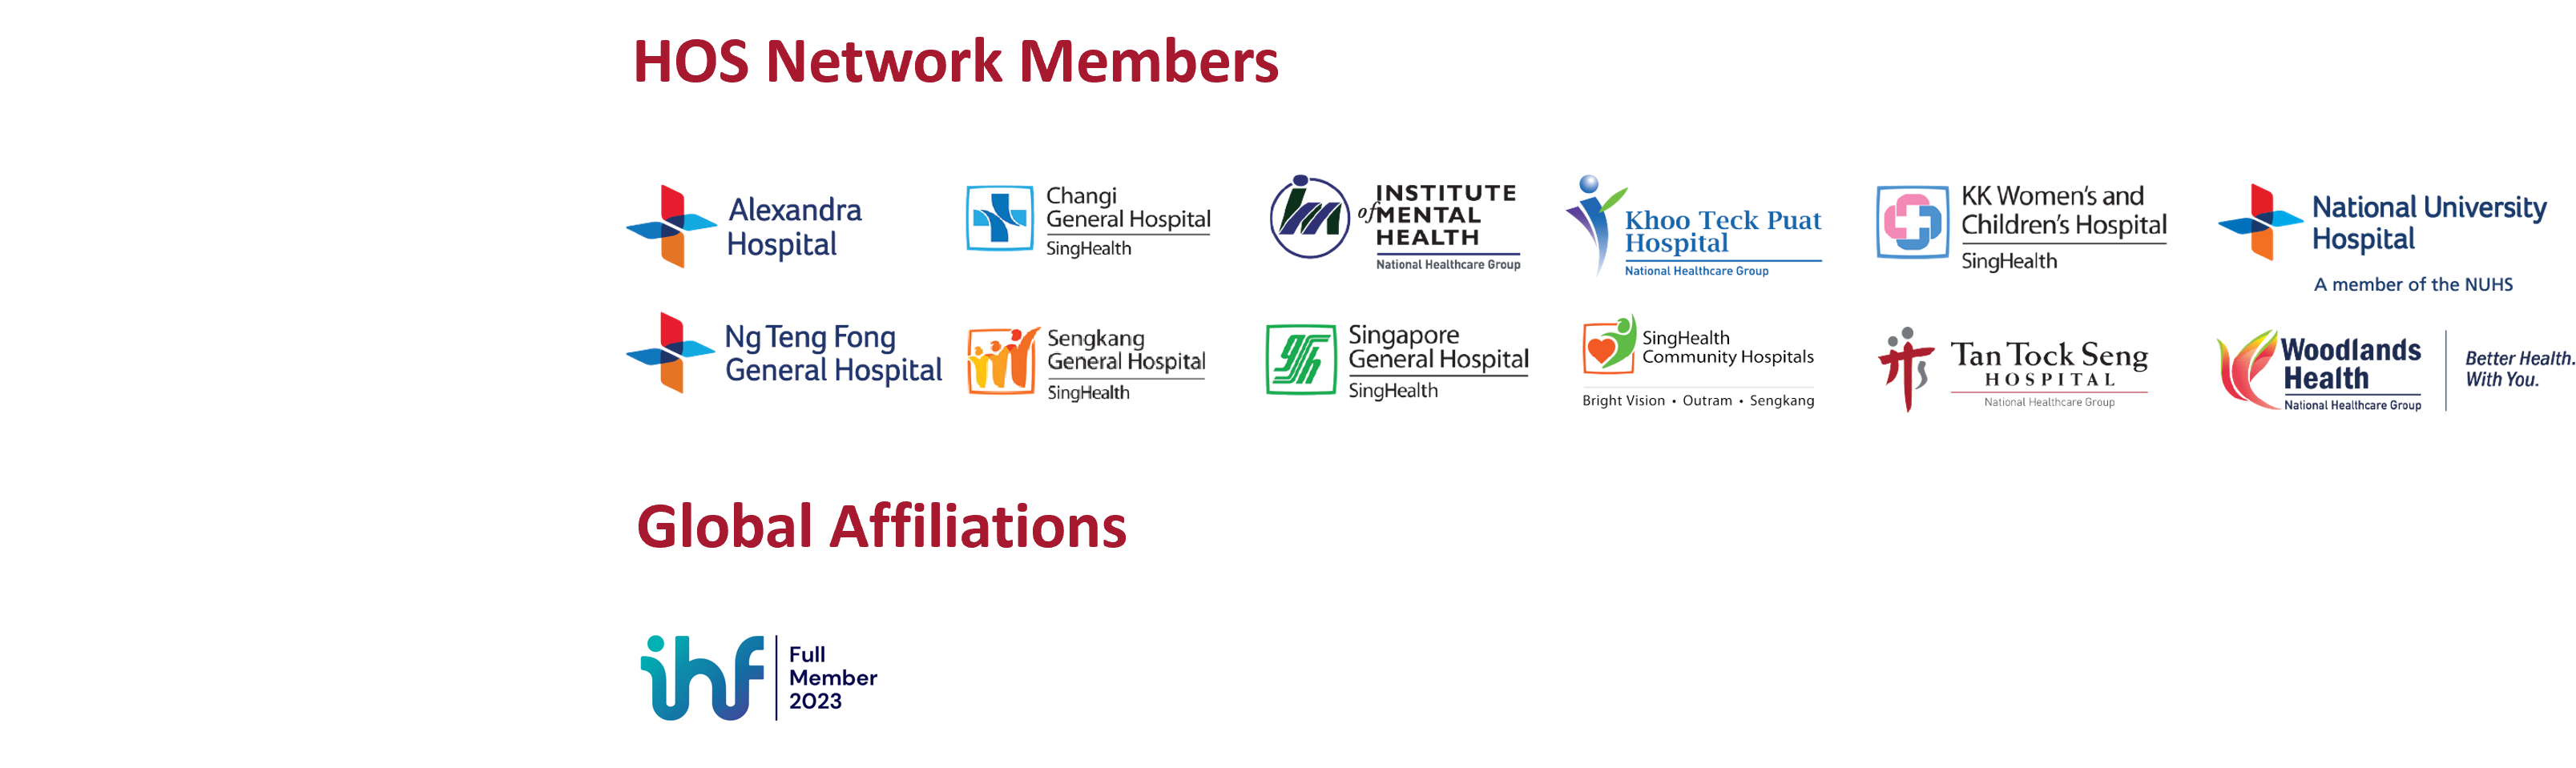 HOS Network Members
Alexandra
Hospital
Changi
General Hospital
SingHealth
INSTITUTE
of MENTAL
HEALTH
National Healthcare Group
Khoo Teck Puat
Hospital
National Healthcare Group
KK Women's and
Children's Hospital
SingHealth
National University
Hospital
A member of the NUHS
Ng Teng Fong
General Hospital
Sengkang
General Hospital
SingHealth
Singapore
General Hospital
SingHealth
SingHealth
Community Hospitals
Bright Vision • Outram • Sengkang
Tan Tock Seng
HOSPITAL
National Healthcare Group
Woodlands
Health
National Healthcare Group
Better Health.
With You.
Global Affiliations
ihf
Full
Member
2023